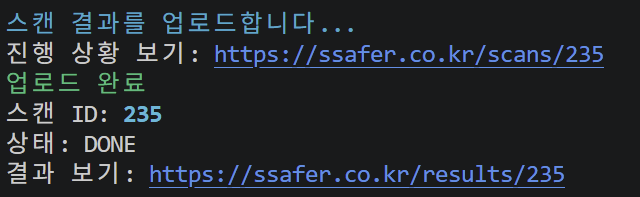 스캔 결과를 업로드합니다...
진행 상황 보기: https://ssafer.co.kr/scans/235
업로드 완료
스캔 ID: 235
상태: DONE
결과 보기: https://ssafer.co.kr/results/235